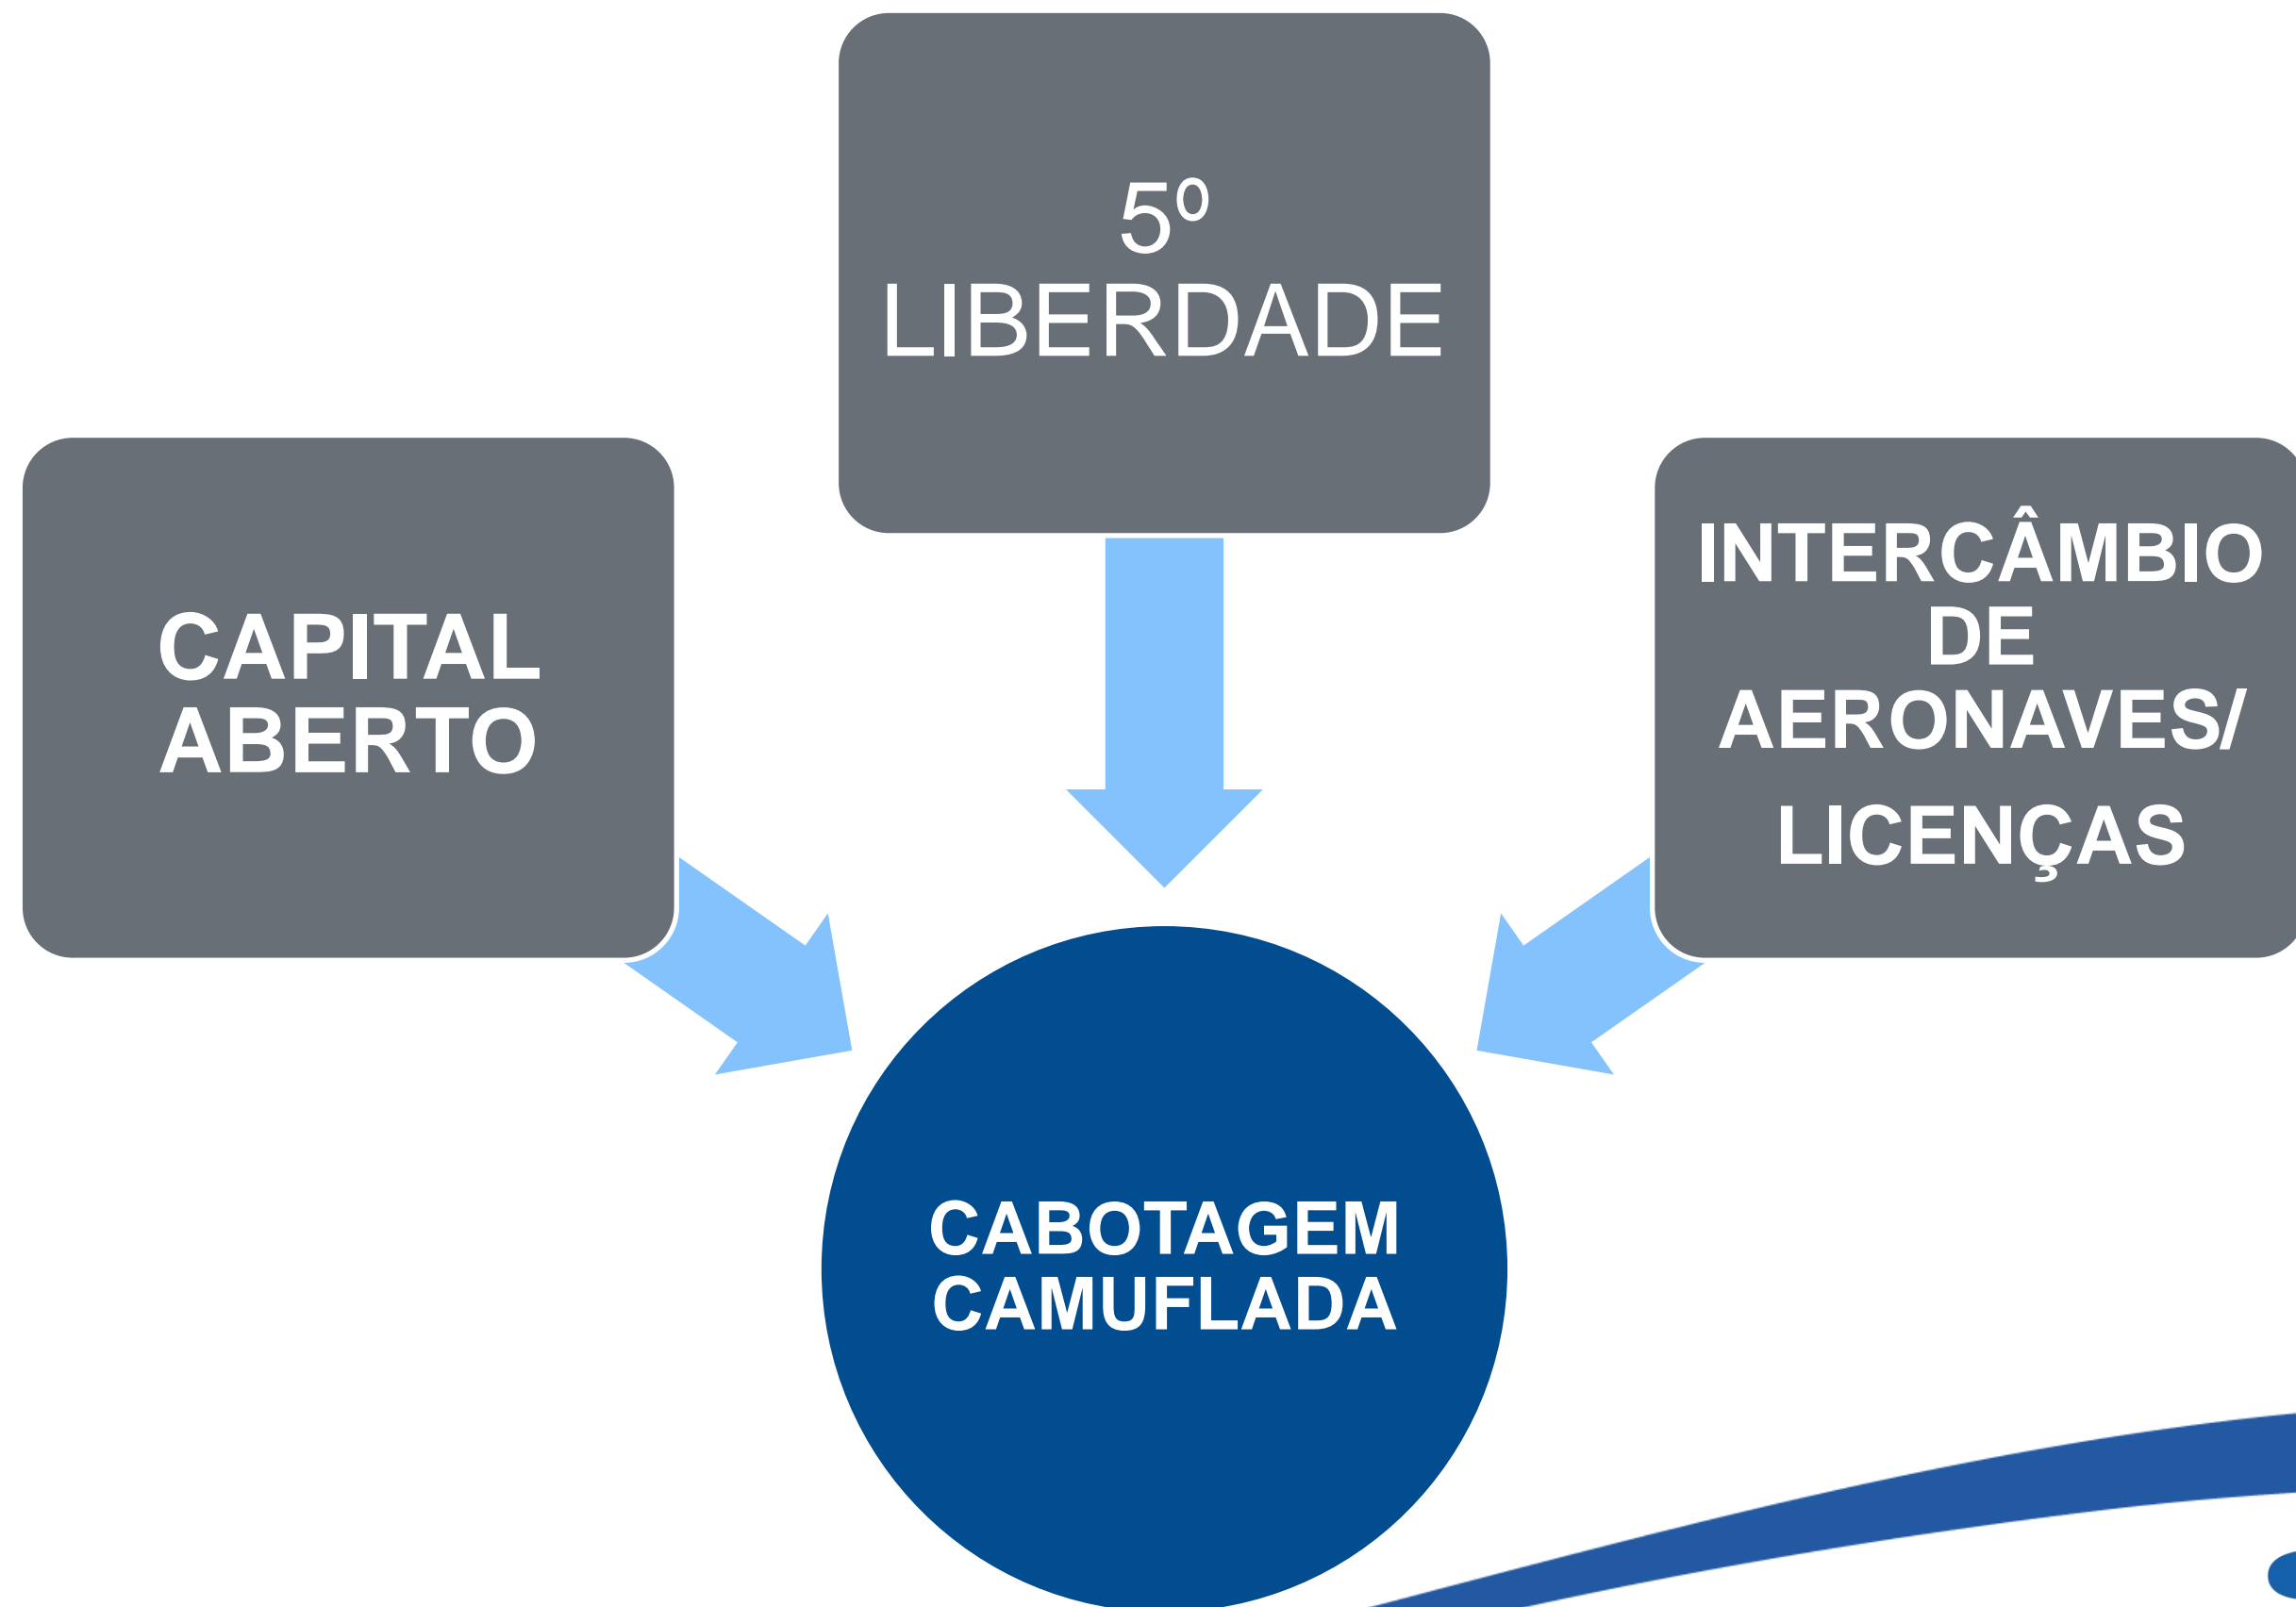 5º
LIBERDADE
CAPITAL
ABERTO
INTERCÂMBIO
DE
AERONAVES/
LICENÇAS
CABOTAGEM
CAMUFLADA